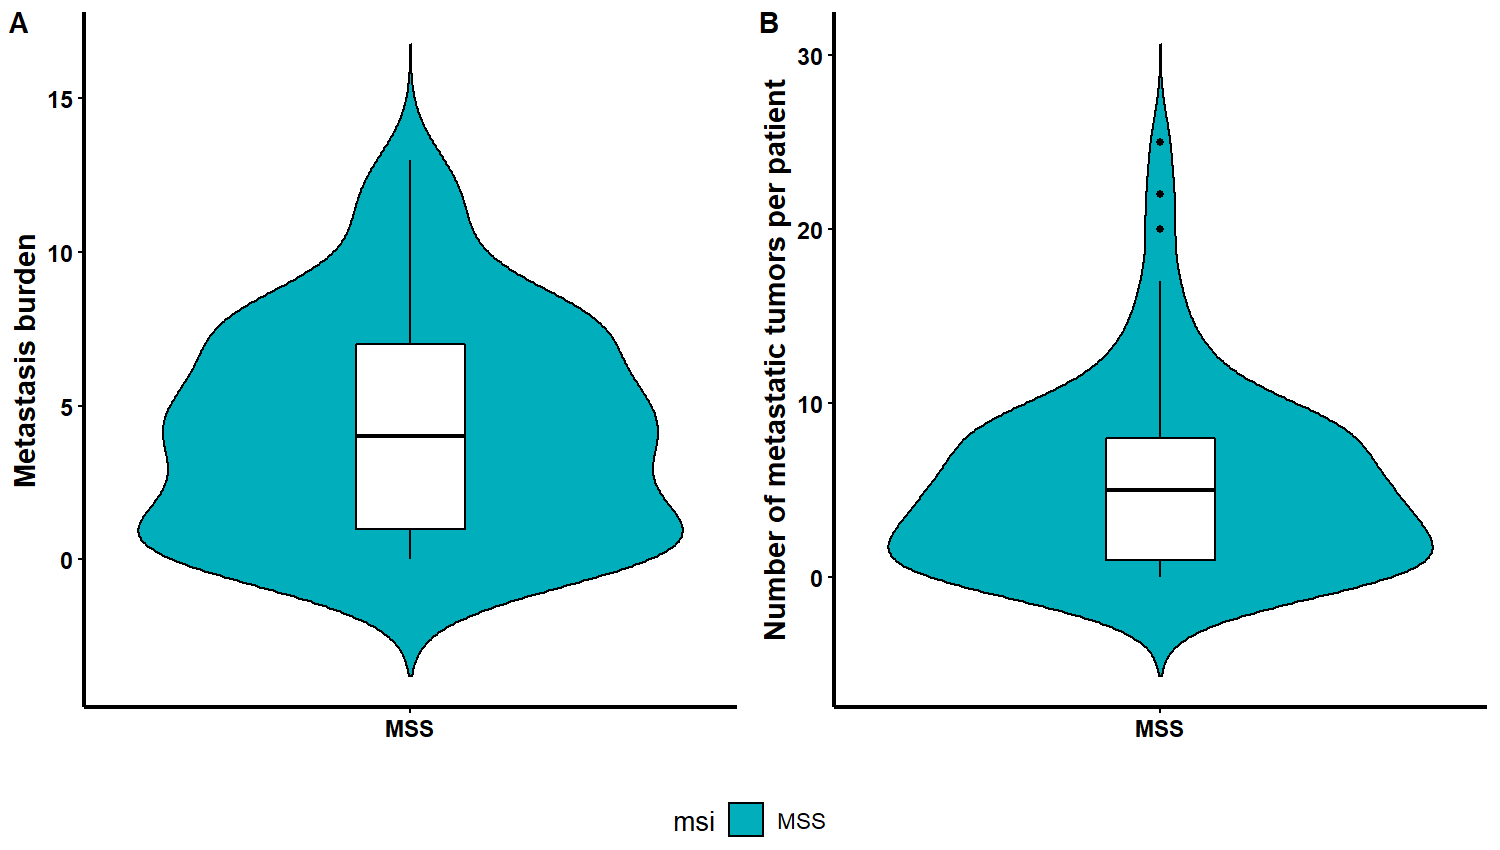 A
Metastasis burden
15
10
5
0
MSS
B
Number of metastatic tumors per patient
30
20
10
0
MSS
msi MSS